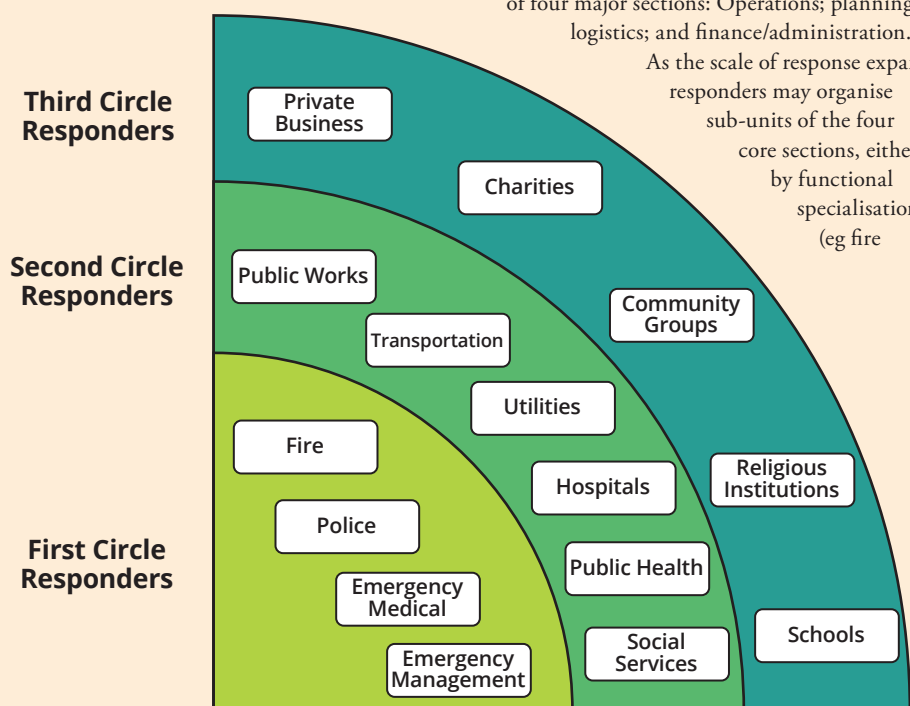 of four major sections: Operations; planning
logistics; and finance/administration.
As the scale of response expa
responders may organise
sub-units of the four
core sections, eithe
by functional
specialisation
(eg fire
Third Circle
Responders
Private
Business
Charities
Community
Groups
Religious
Institutions
Schools
Second Circle
Responders
Public Works
Transportation
Utilities
Hospitals
Public Health
Social
Services
First Circle
Responders
Fire
Police
Emergency
Medical
Emergency
Management